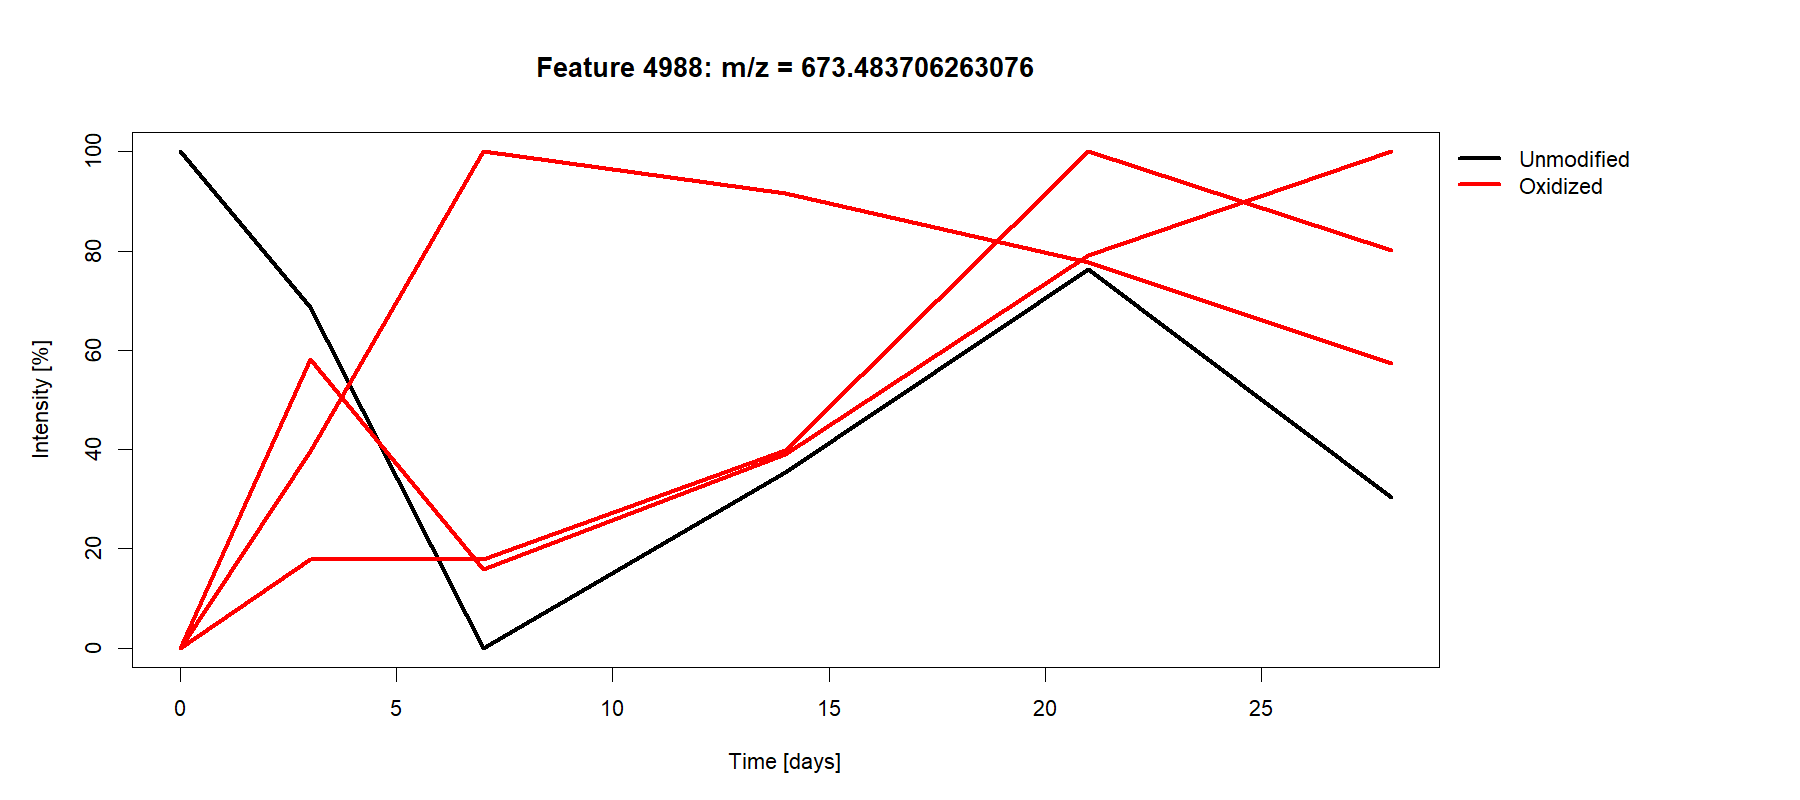 Feature 4988: m/z = 673.483706263076
Unmodified
Oxidized
Intensity [%]
100
80
60
40
20
0
0 5 10 15 20 25
Time [days]